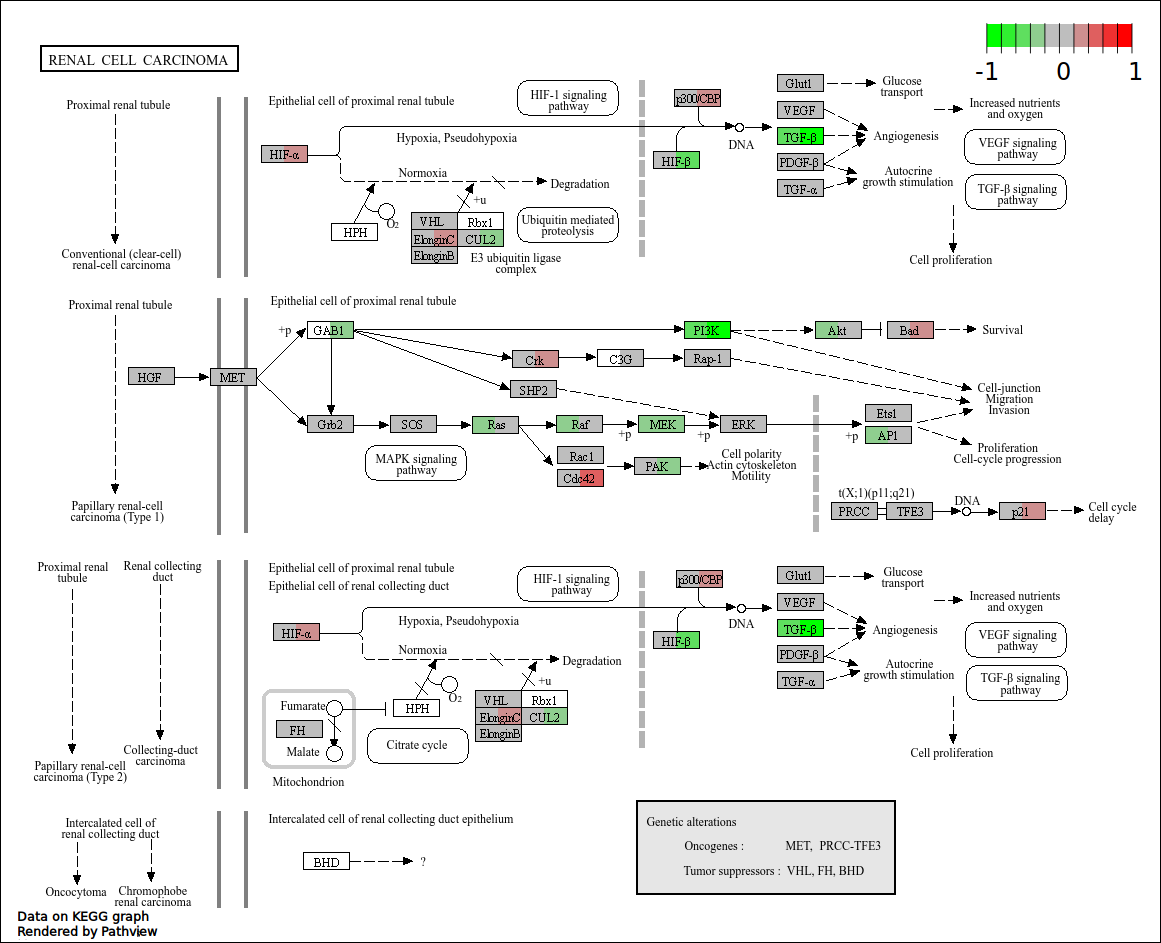 RENAL CELL CARCINOMA
-1 0 1
Proximal renal tubule
Conventional (clear-cell)
renal-cell carcinoma
Epithelial cell of proximal renal tubule
HIF-1 signaling
pathway
Hypoxia, Pseudohypoxia
HIF-α
Normoxia
Degradation
+u
HPH
O2
VHL
Rbx1
ElonginC
CUL2
ElonginB
Ubiquitin mediated
proteolysis
E3 ubiquitin ligase
complex
p300/CBP
HIF-β
DNA
Glut1
VEGF
TGF-β
PDGF-β
TGF-α
Glucose
transport
Angiogenesis
Autocrine
growth stimulation
Increased nutrients
and oxygen
VEGF signaling
pathway
TGF-β signaling
pathway
Cell proliferation
Proximal renal tubule
Papillary renal-cell
carcinoma (Type 1)
Epithelial cell of proximal renal tubule
HGF
MET
+p
GAB1
PI3K
Akt
Bad
Survival
Crk
C3G
Rap-1
SHP2
Cell-junction
Migration
Invasion
Grb2
SOS
Ras
Raf
+p
MEK
+p
ERK
+p
Ets1
AP1
Proliferation
Cell-cycle progression
MAPK signaling
pathway
Rac1
Cdc42
PAK
Cell polarity
Actin cytoskeleton
Motility
t(X;1)(p11;q21)
PRCC
TFE3
DNA
p21
Cell cycle
delay
Proximal renal
tubule
Renal collecting
duct
Papillary renal-cell
carcinoma (Type 2)
Collecting-duct
carcinoma
Epithelial cell of proximal renal tubule
Epithelial cell of renal collecting duct
HIF-1 signaling
pathway
Hypoxia, Pseudohypoxia
HIF-α
Normoxia
Degradation
+u
O2
Fumarate
HPH
FH
Malate
Mitochondrion
Citrate cycle
VHL
Rbx1
ElonginC
CUL2
ElonginB
p300/CBP
HIF-β
DNA
Glut1
VEGF
TGF-β
PDGF-β
TGF-α
Glucose
transport
Angiogenesis
Autocrine
growth stimulation
Increased nutrients
and oxygen
VEGF signaling
pathway
TGF-β signaling
pathway
Cell proliferation
Intercalated cell of
renal collecting duct
Oncocytoma
Chromophobe
renal carcinoma
Intercalated cell of renal collecting duct epithelium
BHD
?
Genetic alterations
Oncogenes : MET, PRCC-TFE3
Tumor suppressors : VHL, FH, BHD
Data on KEGG graph
Rendered by Pathview